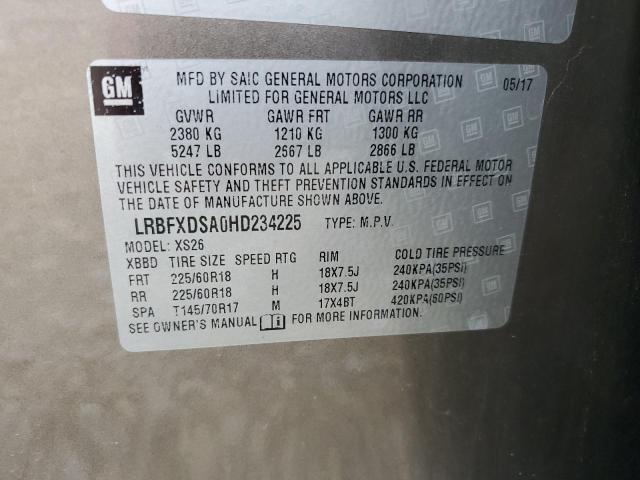 GM
MFD BY SAIC GENERAL MOTORS CORPORATION 05/17
LIMITED FOR GENERAL MOTORS LLC
GVWR GAWR FRT GAWR RR
2380 KG 1210 KG 1300 KG
5247 LB 2567 LB 2866 LB
THIS VEHICLE CONFORMS TO ALL APPLICABLE U.S. FEDERAL MOTOR
VEHICLE SAFETY AND THEFT PREVENTION STANDARDS IN EFFECT ON
THE DATE OF MANUFACTURE SHOWN ABOVE.
LRBFXDSA0HD234225 TYPE: M.P.V.
MODEL: XS26
XBBD TIRE SIZE SPEED RTG RIM COLD TIRE PRESSURE
FRT 225/60R18 H 18X7.5J 240KPA(35PSI)
RR 225/60R18 H 18X7.5J 240KPA(35PSI)
SPA T145/70R17 M 17X4BT 420KPA(60PSI)
SEE OWNER'S MANUAL FOR MORE INFORMATION.